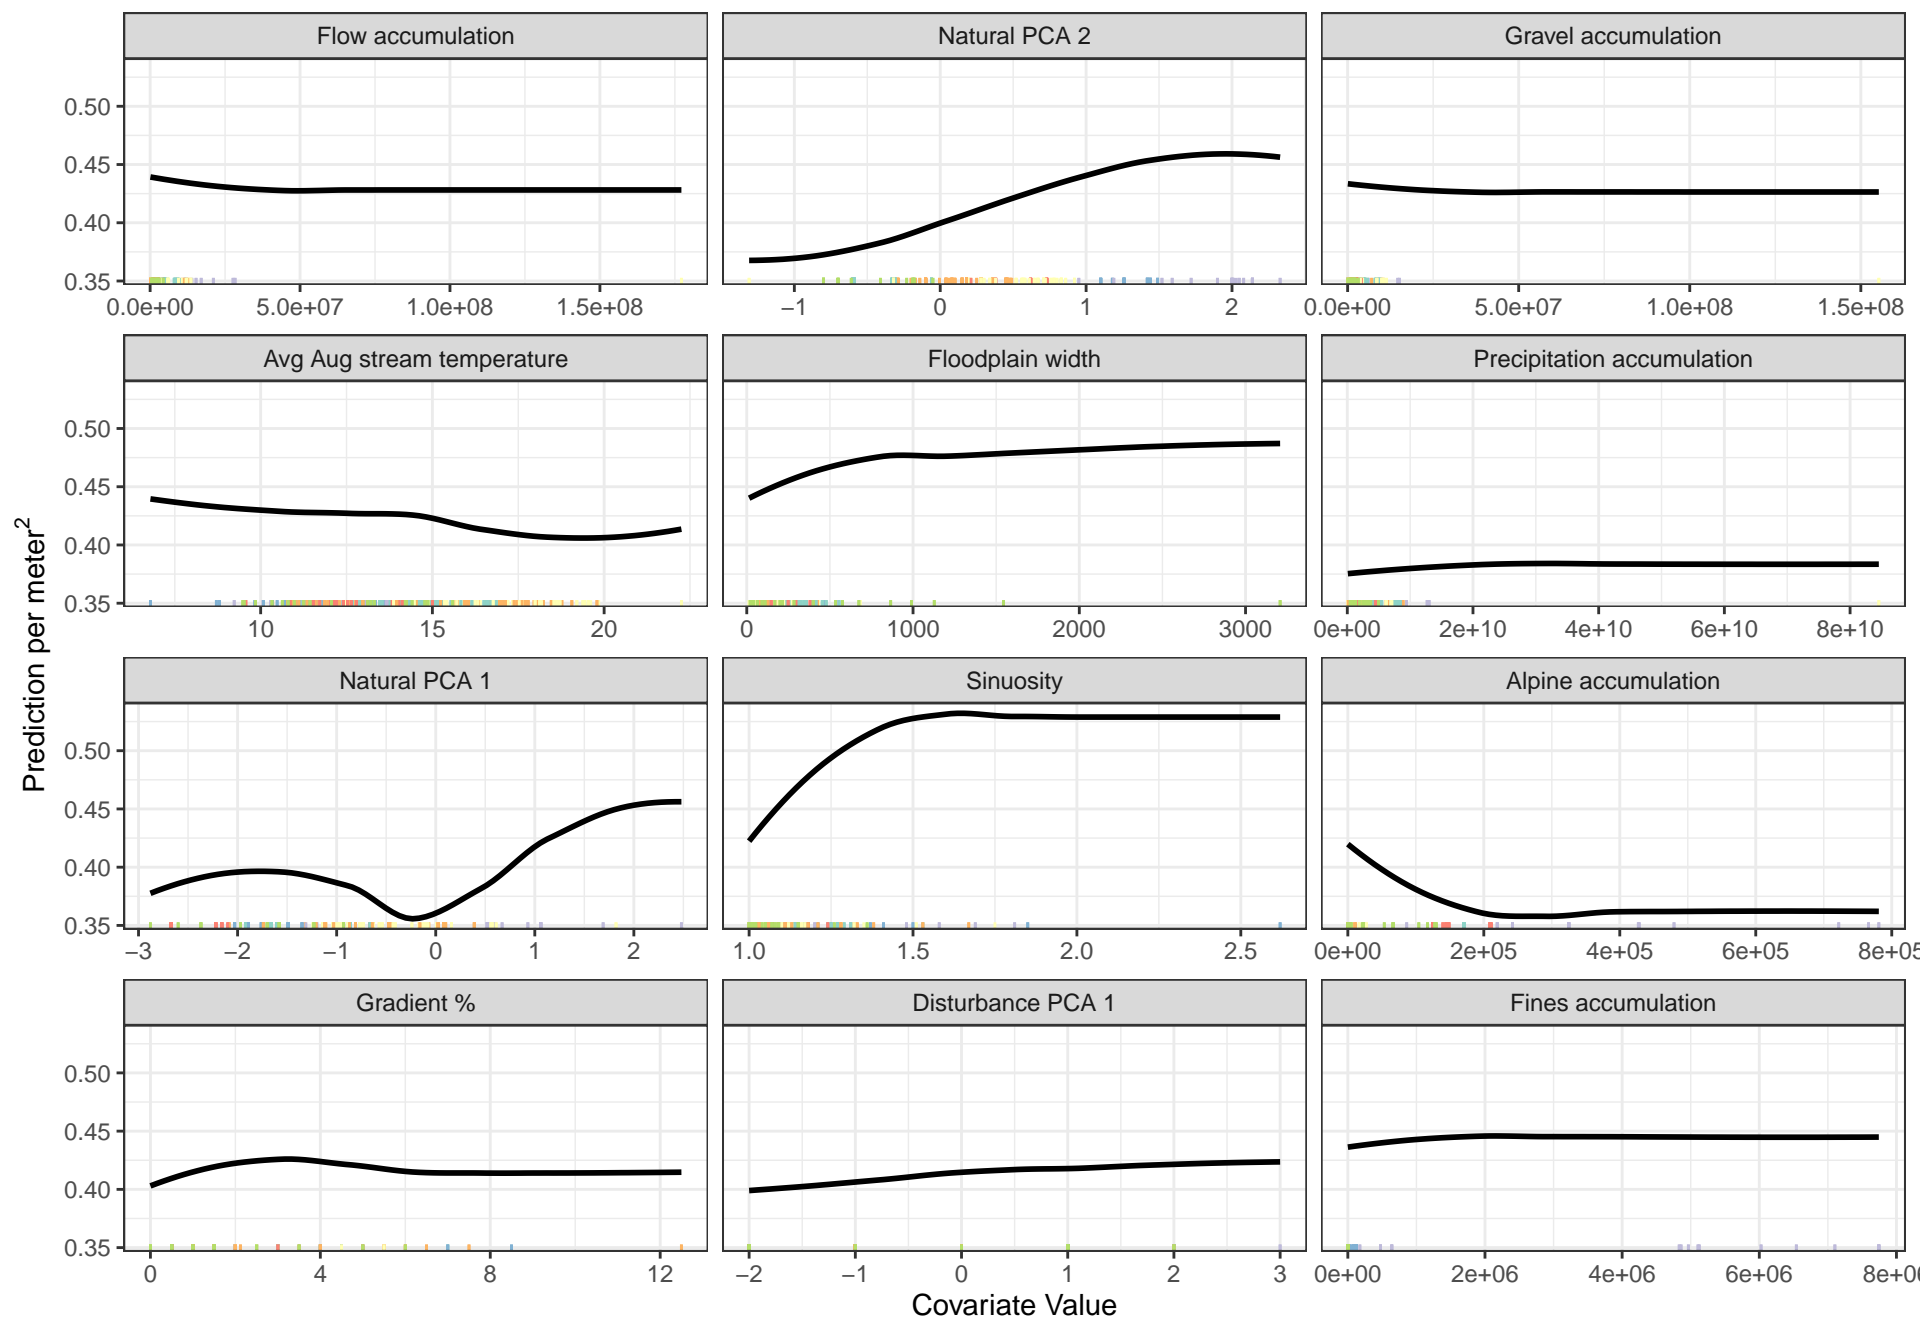 Flow accumulation
Natural PCA 2
Gravel accumulation
0.50
0.45
0.40
0.35
0.0e+00 5.0e+07 1.0e+08 1.5e+08
−1 0 1 2
0.0e+00 5.0e+07 1.0e+08 1.5e+08
Avg Aug stream temperature
Floodplain width
Precipitation accumulation
0.50
0.45
0.40
0.35
10 15 20
0 1000 2000 3000
0e+00 2e+10 4e+10 6e+10 8e+10
Prediction per meter²
Natural PCA 1
Sinuosity
Alpine accumulation
0.50
0.45
0.40
0.35
−3 −2 −1 0 1 2
1.0 1.5 2.0 2.5
0e+00 2e+05 4e+05 6e+05 8e+05
Gradient %
Disturbance PCA 1
Fines accumulation
0.50
0.45
0.40
0.35
0 4 8 12
−2 −1 0 1 2 3
0e+00 2e+06 4e+06 6e+06 8e+06
Covariate Value